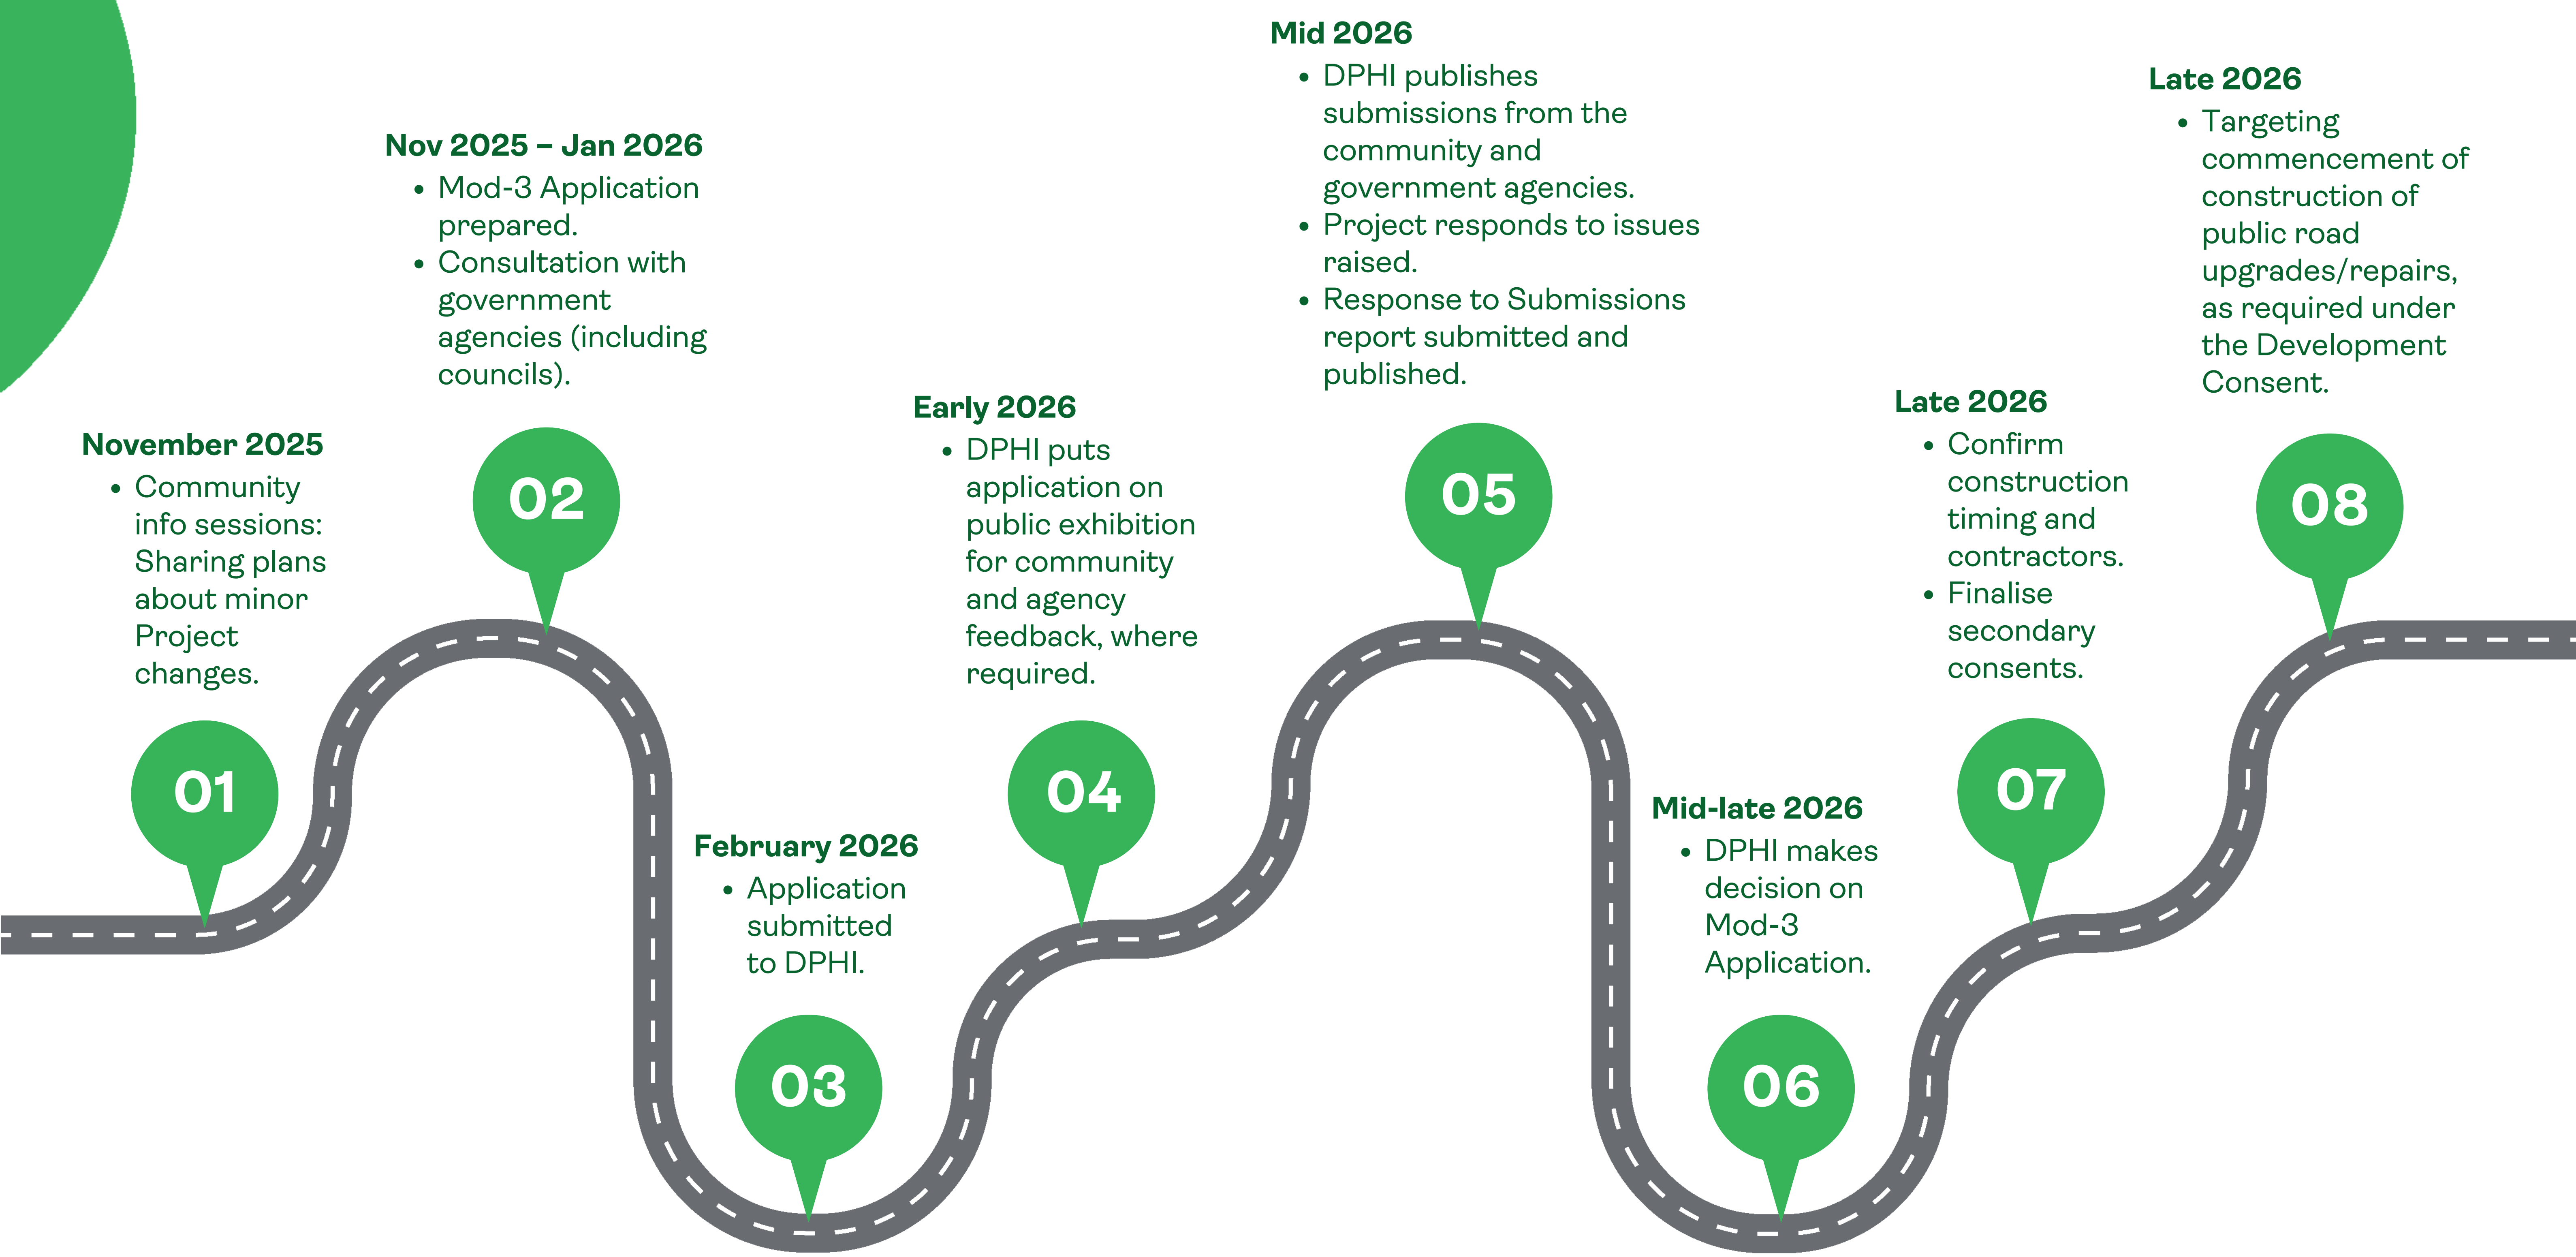 November 2025
• Community
info sessions:
Sharing plans
about minor
Project
changes.
01
Nov 2025 – Jan 2026
• Mod-3 Application
prepared.
• Consultation with
government
agencies (including
councils).
02
February 2026
• Application
submitted
to DPHI.
03
Early 2026
• DPHI puts
application on
public exhibition
for community
and agency
feedback, where
required.
04
Mid 2026
• DPHI publishes
submissions from the
community and
government agencies.
• Project responds to issues
raised.
• Response to Submissions
report submitted and
published.
05
Mid-late 2026
• DPHI makes
decision on
Mod-3
Application.
06
Late 2026
• Confirm
construction
timing and
contractors.
• Finalise
secondary
consents.
07
Late 2026
• Targeting
commencement of
construction of
public road
upgrades/repairs,
as required under
the Development
Consent.
08